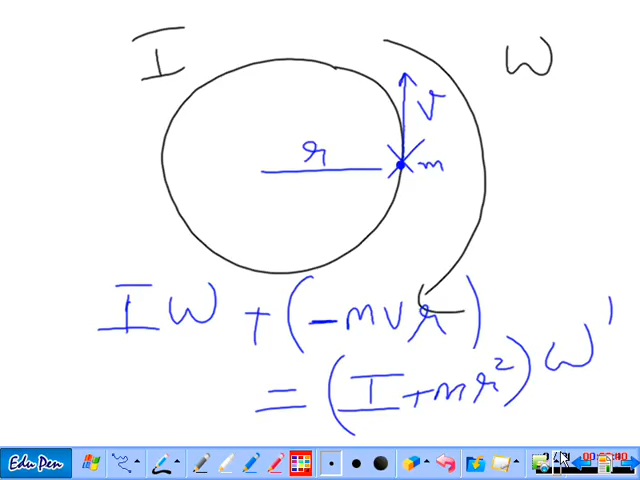 I
ω
v
r
m
Iω + (-mvr)
= (I + mr²) ω'
Edu Pen